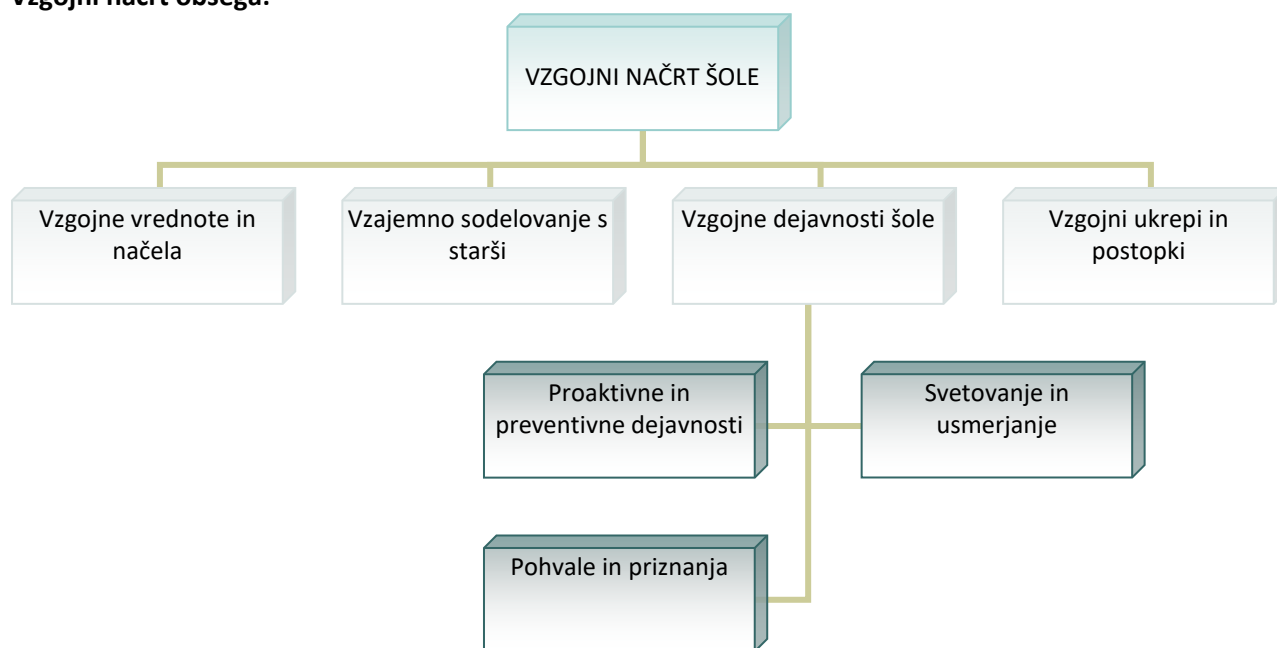 Vzgojni načrt obsega:
VZGOJNI NAČRT ŠOLE
Vzgojne vrednote in
načela
Vzajemno sodelovanje s
starši
Vzgojne dejavnosti šole
Vzgojni ukrepi in
postopki
Proaktivne in
preventivne dejavnosti
Svetovanje in
usmerjanje
Pohvale in priznanja